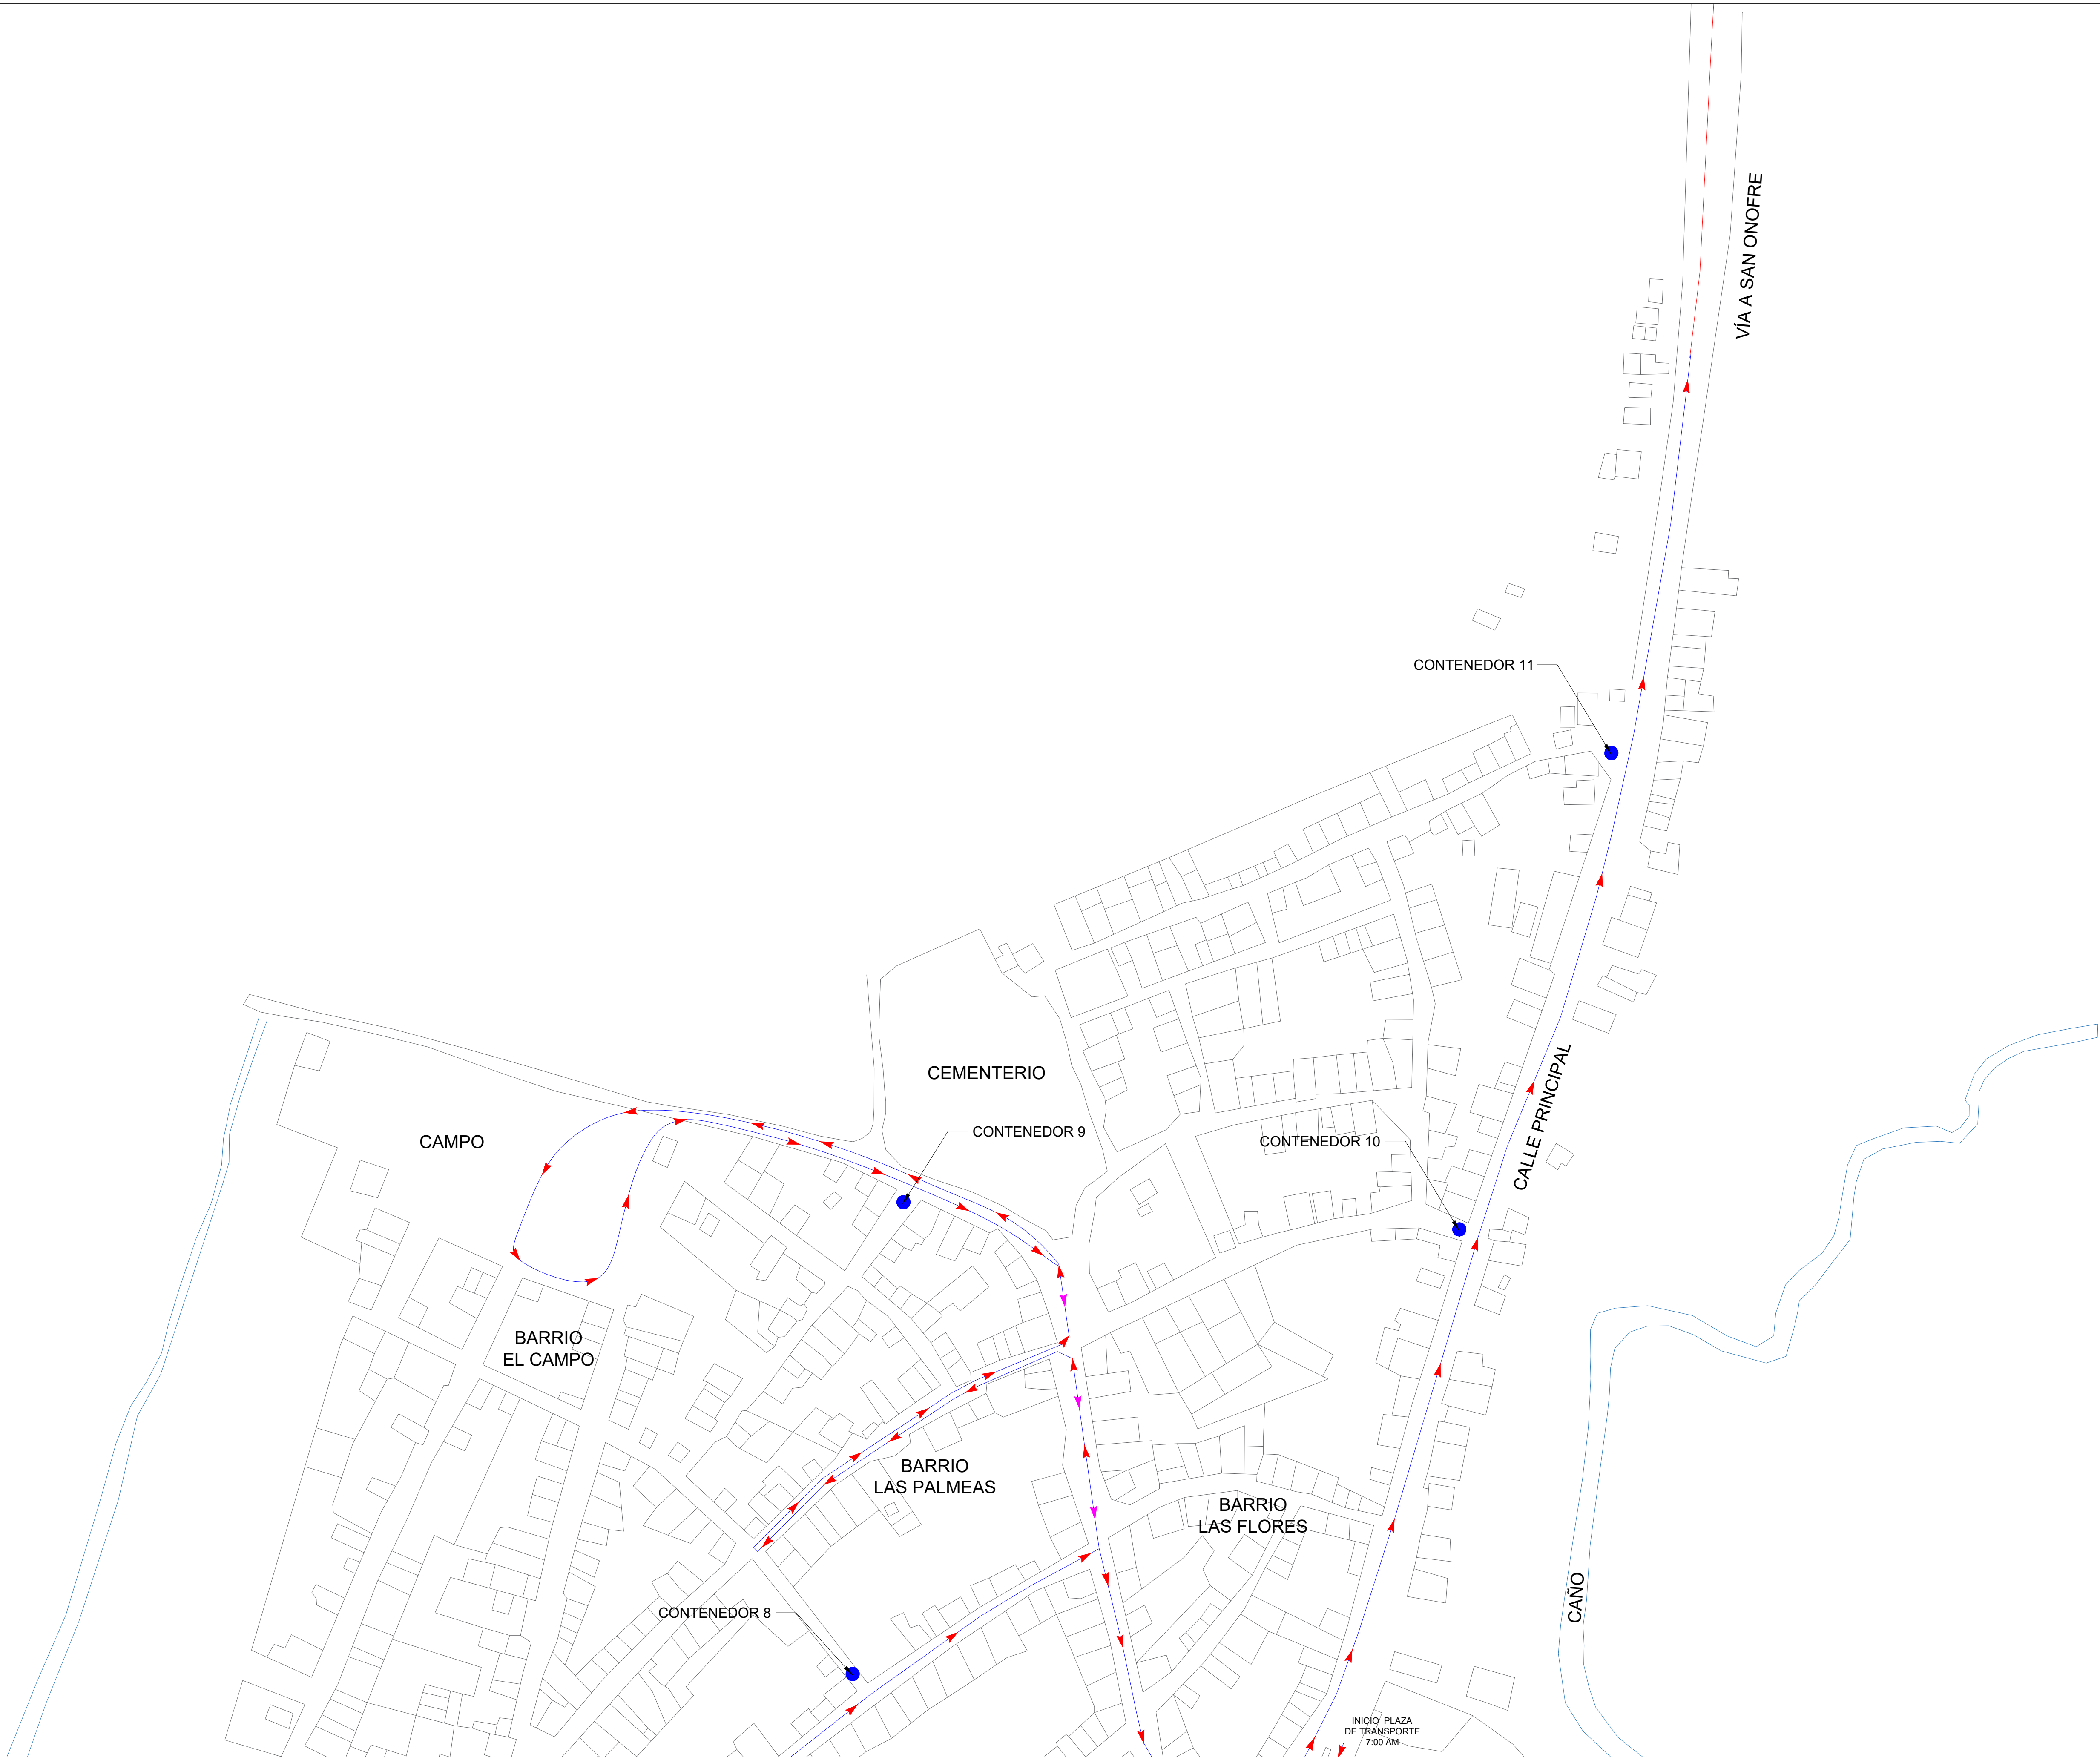 VÍA A SAN ONOFRE
CONTENEDOR 11
CEMENTERIO
CALLE PRINCIPAL
CONTENEDOR 9
CAMPO
CONTENEDOR 10
BARRIO
EL CAMPO
BARRIO
LAS PALMEAS
BARRIO
LAS FLORES
CAÑO
CONTENEDOR 8
INICIO PLAZA
DE TRANSPORTE
7:00 AM